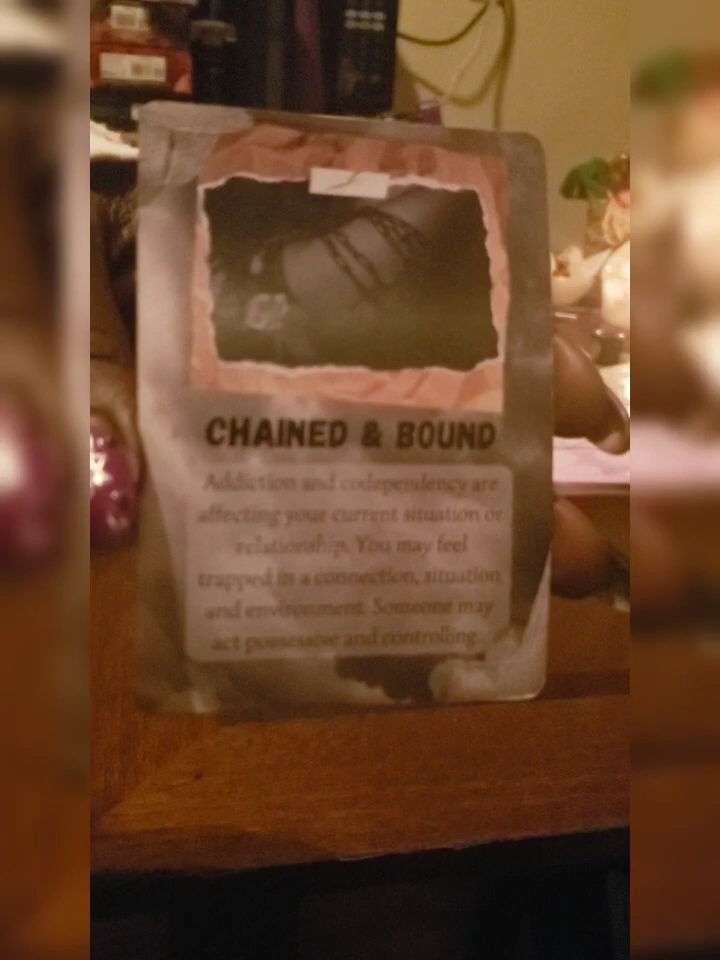 CHAINED & BOUND
Addiction and codependency are
affecting your current situation or
relationship. You may feel
trapped in a connection, situation
and environment. Someone may
act possessive and controlling.